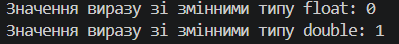 Значення виразу зі змінними типу float: 0
Значення виразу зі змінними типу double: 1